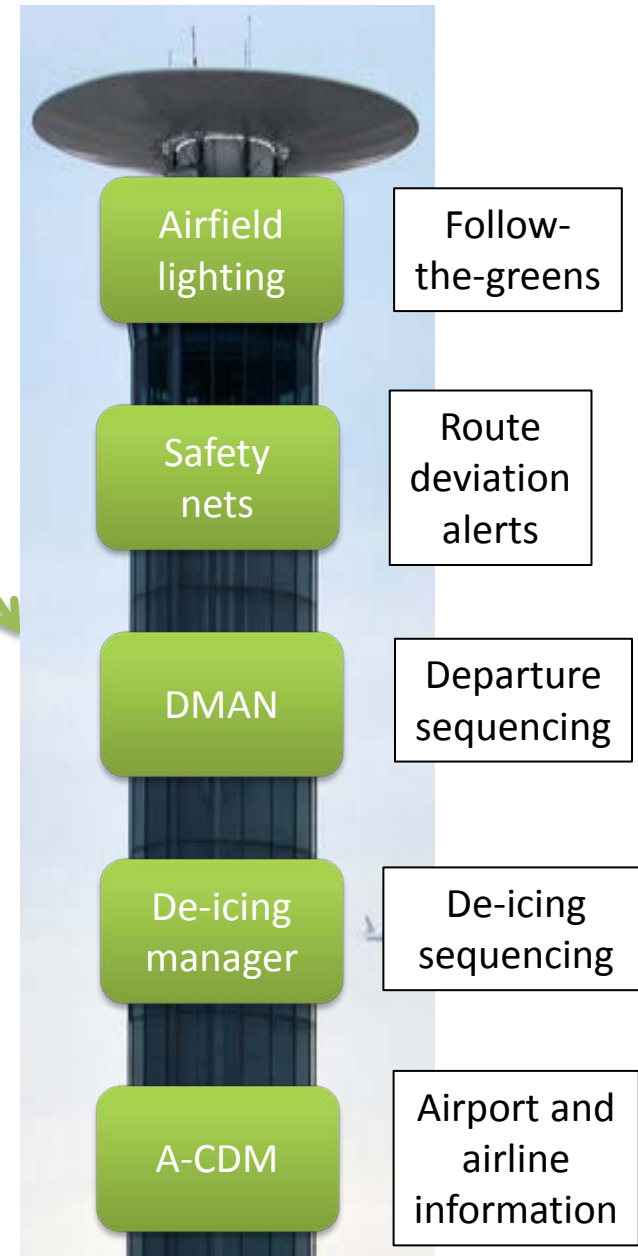 Airfield
lighting
Follow-
the-greens
Safety
nets
Route
deviation
alerts
DMAN
Departure
sequencing
De-icing
manager
De-icing
sequencing
A-CDM
Airport and
airline
information